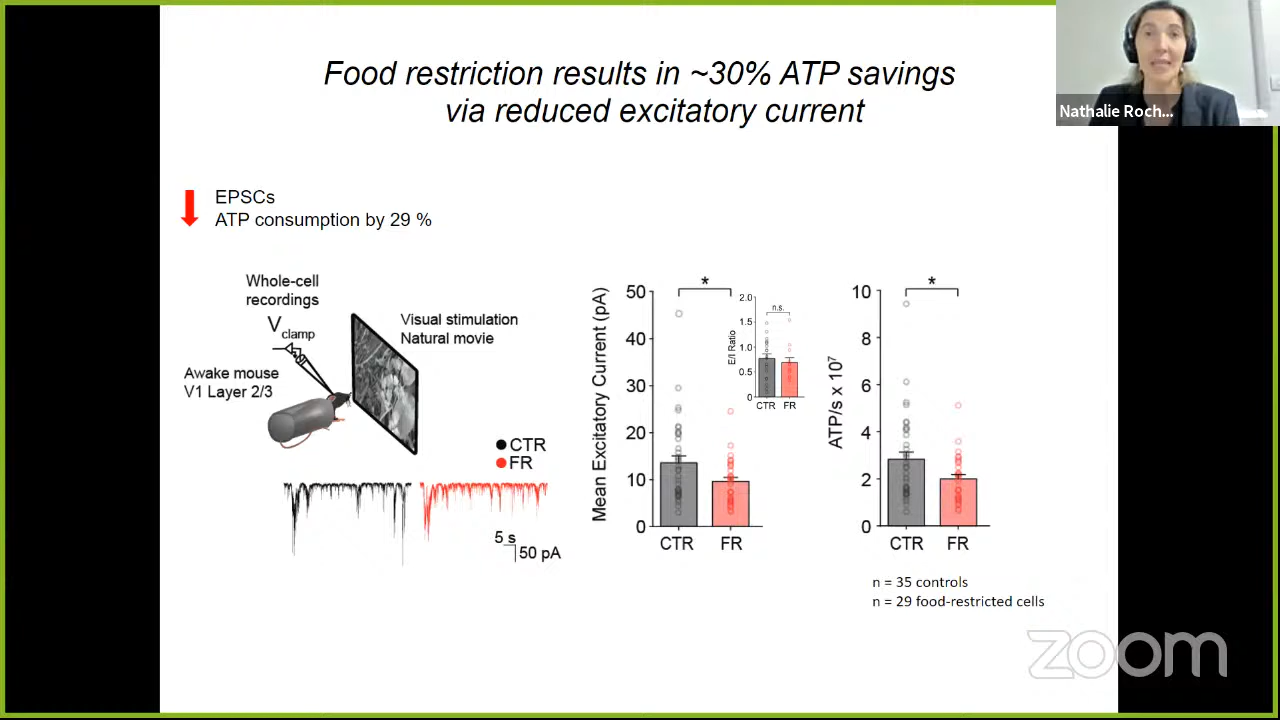 Food restriction results in ~30% ATP savings
via reduced excitatory current
Nathalie Roch...
EPSCs
ATP consumption by 29 %
Whole-cell
recordings
Vclamp
Awake mouse
V1 Layer 2/3
Visual stimulation
Natural movie
CTR
FR
5 s
50 pA
Mean Excitatory Current (pA)
50
40
30
20
10
0
*
CTR FR
E/I Ratio
2.0
1.5
1.0
0.5
0
n.s.
CTR FR
ATP/s x 10⁷
10
8
6
4
2
0
*
CTR FR
n = 35 controls
n = 29 food-restricted cells
zoom